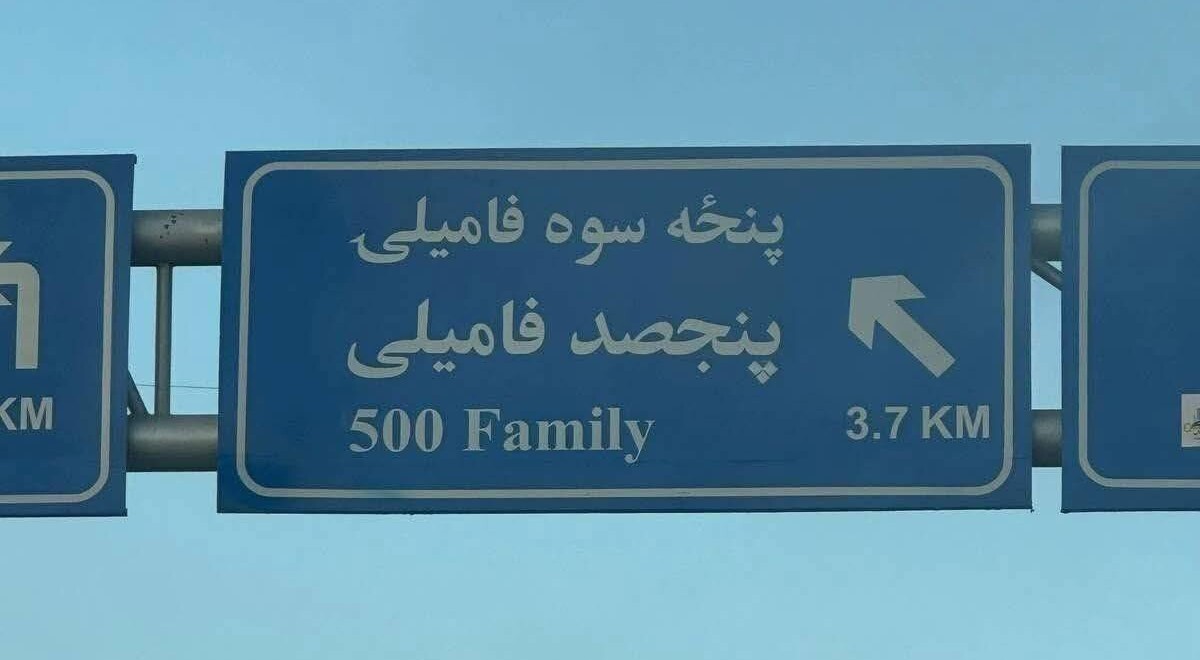 پنځه سوه فامیلی
پنجصد فامیلی
500 Family
3.7 KM
KM